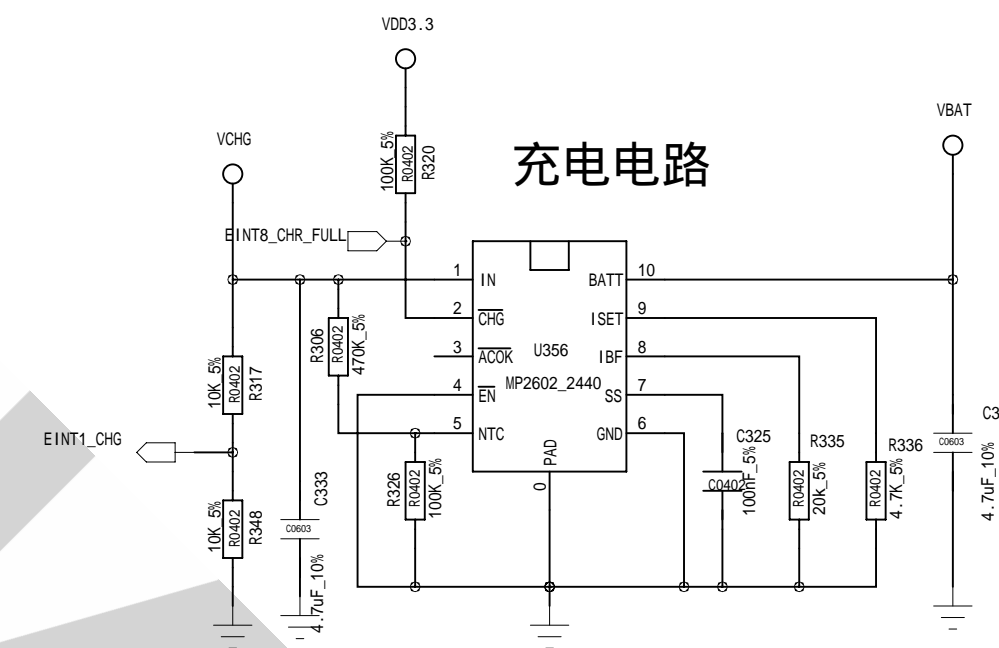 VDD3.3
VCHG
VBAT
充电电路
100K_5%
R0402
R320
EINT8_CHR_FULL
1
IN
BATT
10
2
CHG
ISET
9
3
ACOK
U356
IBF
8
4
EN
MP2602_2440
SS
7
5
NTC
GND
6
PAD
0
R306
R0402
470K_5%
10K_5%
R0402
R317
EINT1_CHG
10K_5%
R0402
R348
C333
C0603
4.7uF_10%
R326
R0402
100K_5%
C325
C0402
100nF_5%
R335
R0402
20k_5%
R336
R0402
4.7K_5%
C3
C0603
4.7uF_10%